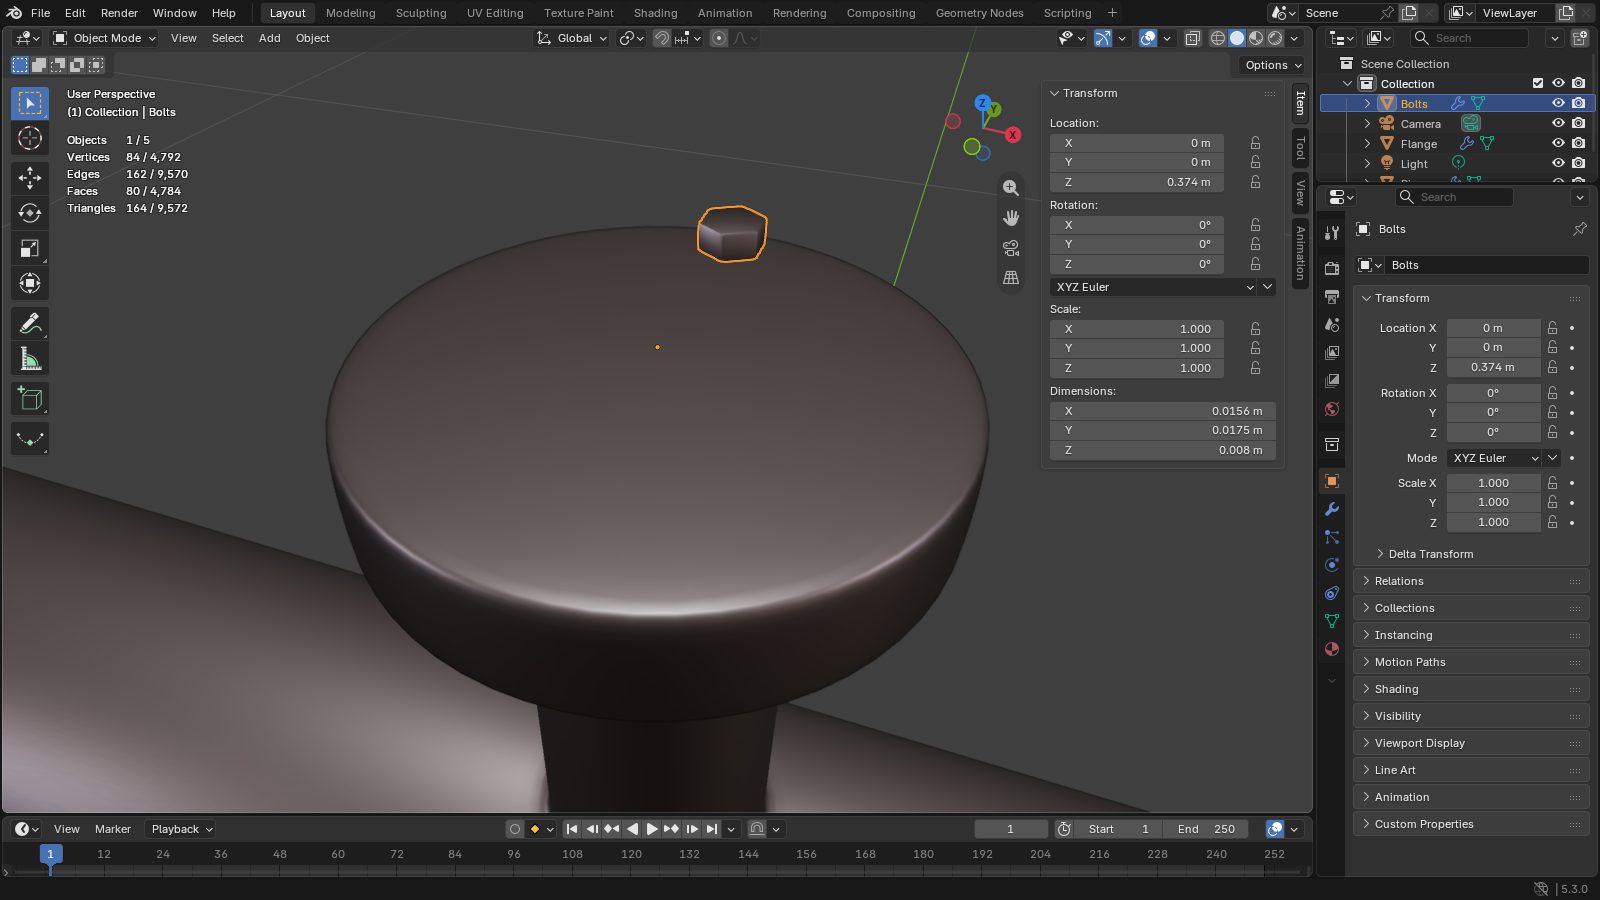 File Edit Render Window Help Layout Modeling Sculpting UV Editing Texture Paint Shading Animation Rendering Compositing Geometry Nodes Scripting + Scene ViewLayer
Object Mode View Select Add Object Global Search
Options
User Perspective
(1) Collection | Bolts
Objects 1 / 5
Vertices 84 / 4,792
Edges 162 / 9,570
Faces 80 / 4,784
Triangles 164 / 9,572
Z
Y
X
Transform
Location:
X 0 m
Y 0 m
Z 0.374 m
Rotation:
X 0°
Y 0°
Z 0°
XYZ Euler
Scale:
X 1.000
Y 1.000
Z 1.000
Dimensions:
X 0.0156 m
Y 0.0175 m
Z 0.008 m
Item
Tool
View
Animation
Scene Collection
Collection
Bolts
Camera
Flange
Light
Search
Bolts
Bolts
Transform
Location X 0 m
Y 0 m
Z 0.374 m
Rotation X 0°
Y 0°
Z 0°
Mode XYZ Euler
Scale X 1.000
Y 1.000
Z 1.000
Delta Transform
Relations
Collections
Instancing
Motion Paths
Shading
Visibility
Viewport Display
Line Art
Animation
Custom Properties
View Marker Playback 1 Start 1 End 250
1 12 24 36 48 60 72 84 96 108 120 132 144 156 168 180 192 204 216 228 240 252
5.3.0